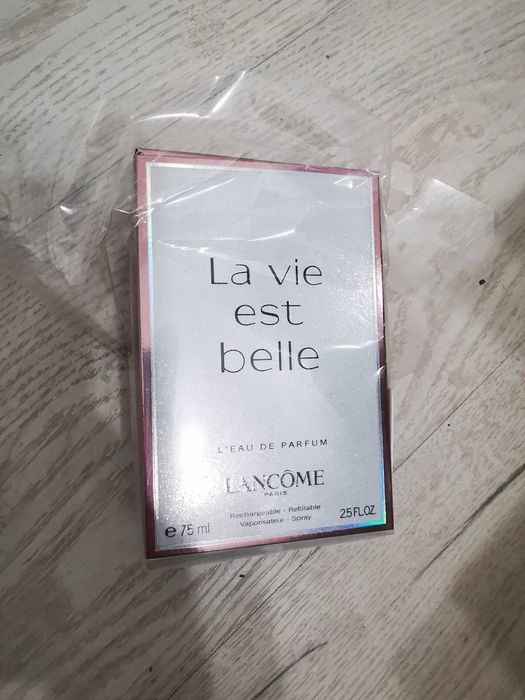 La vie
est
belle
L'EAU DE PARFUM
LANCÔME
PARIS
Rechargeable - Refillable
Vaporisateur - Spray
e 75 ml
2.5 FL.OZ